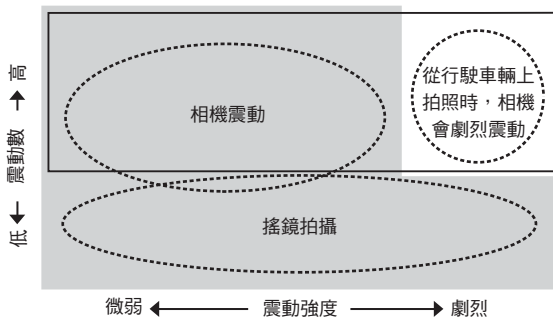 高
震動數
低
相機震動
從行駛車輛上
拍照時，相機
會劇烈震動
搖鏡拍攝
微弱
震動強度
劇烈